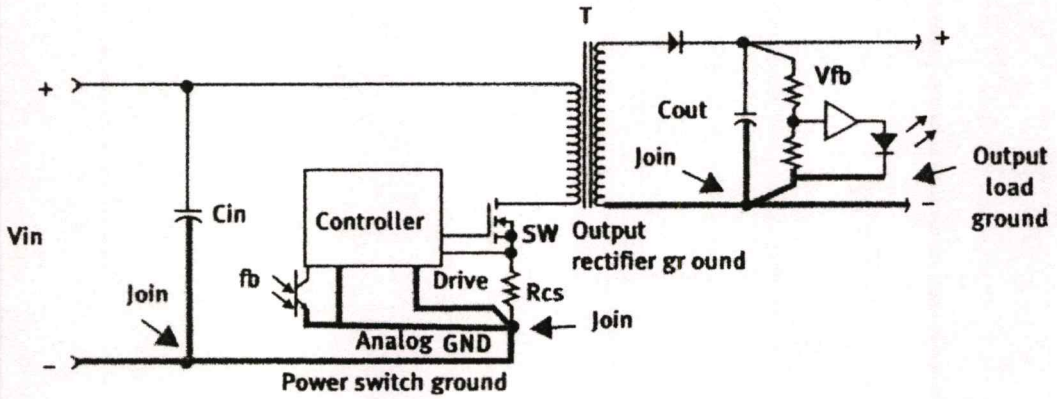 T
+
+
Vfb
Cout
Join
Output
load
ground
−
Controller
Cin
Vin
SW
Output
rectifier gr ound
fb
Drive
Rcs
Join
Join
Analog GND
−
Power switch ground